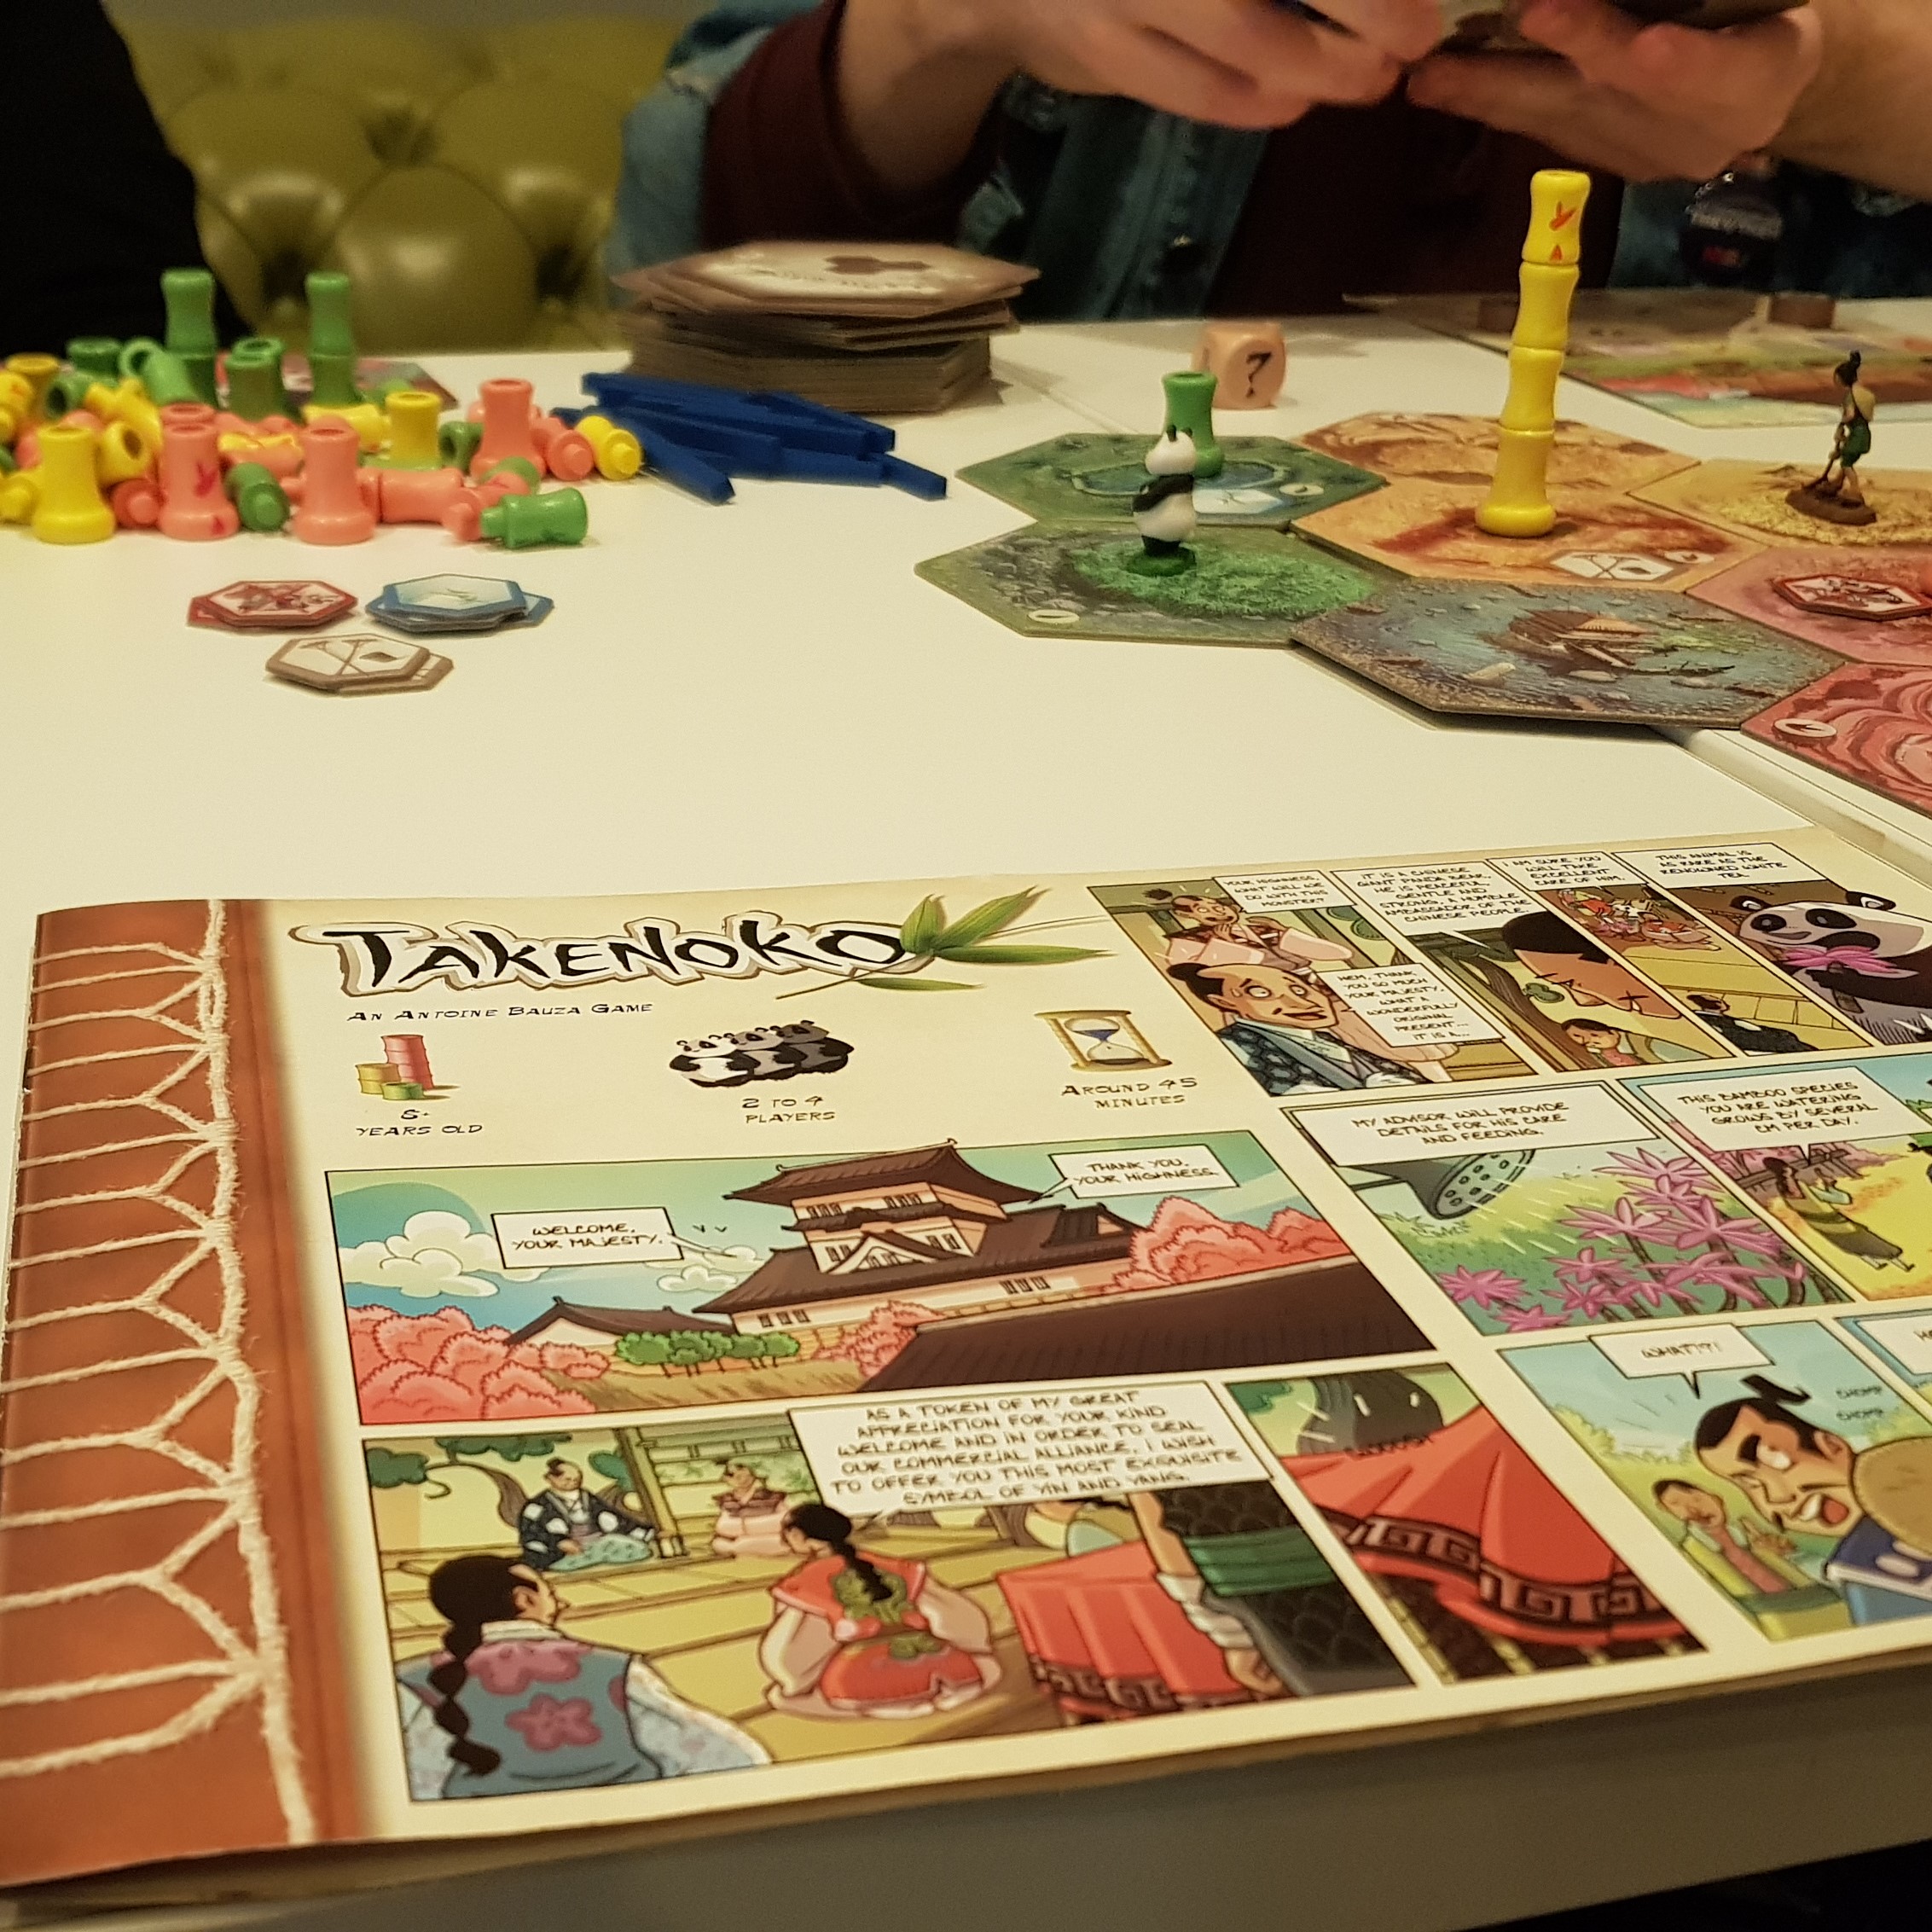 ?
TAKENOKO
AN ANTOINE BAUZA GAME
8+
YEARS OLD
2 TO 4
PLAYERS
AROUND 45
MINUTES
WELCOME,
YOUR MAJESTY.
THANK YOU,
YOUR HIGHNESS.
AS A TOKEN OF MY GREAT
APPRECIATION FOR YOUR KIND
WELCOME AND IN ORDER TO SEAL
OUR COMMERCIAL ALLIANCE, I WISH
TO OFFER YOU THIS MOST EXQUISITE
SYMBOL OF YIN AND YANG.
YOUR HIGHNESS,
WHAT WILL WE
DO WITH THIS
MONSTER?
HEM, THANK
YOU SO MUCH
YOUR MAJESTY.
WHAT A
WONDERFULLY
ORIGINAL
PRESENT...
IT IS A...
IT IS A CHINESE
GIANT PANDA BEAR.
HE IS PEACEFUL,
GENTLE AND
STRONG, A HUMBLE
AMBASSADOR OF THE
CHINESE PEOPLE.
I AM SURE YOU
WILL TAKE
EXCELLENT
CARE OF HIM.
THIS ANIMAL IS
AS RARE AS THE
RENOWNED WHITE
TEA.
MY ADVISOR WILL PROVIDE
DETAILS FOR HIS CARE
AND FEEDING.
THIS BAMBOO SPECIES
YOU ARE WATERING
GROWS BY SEVERAL
CM PER DAY.
WHAT?!?!
CHOMP
CHOMP